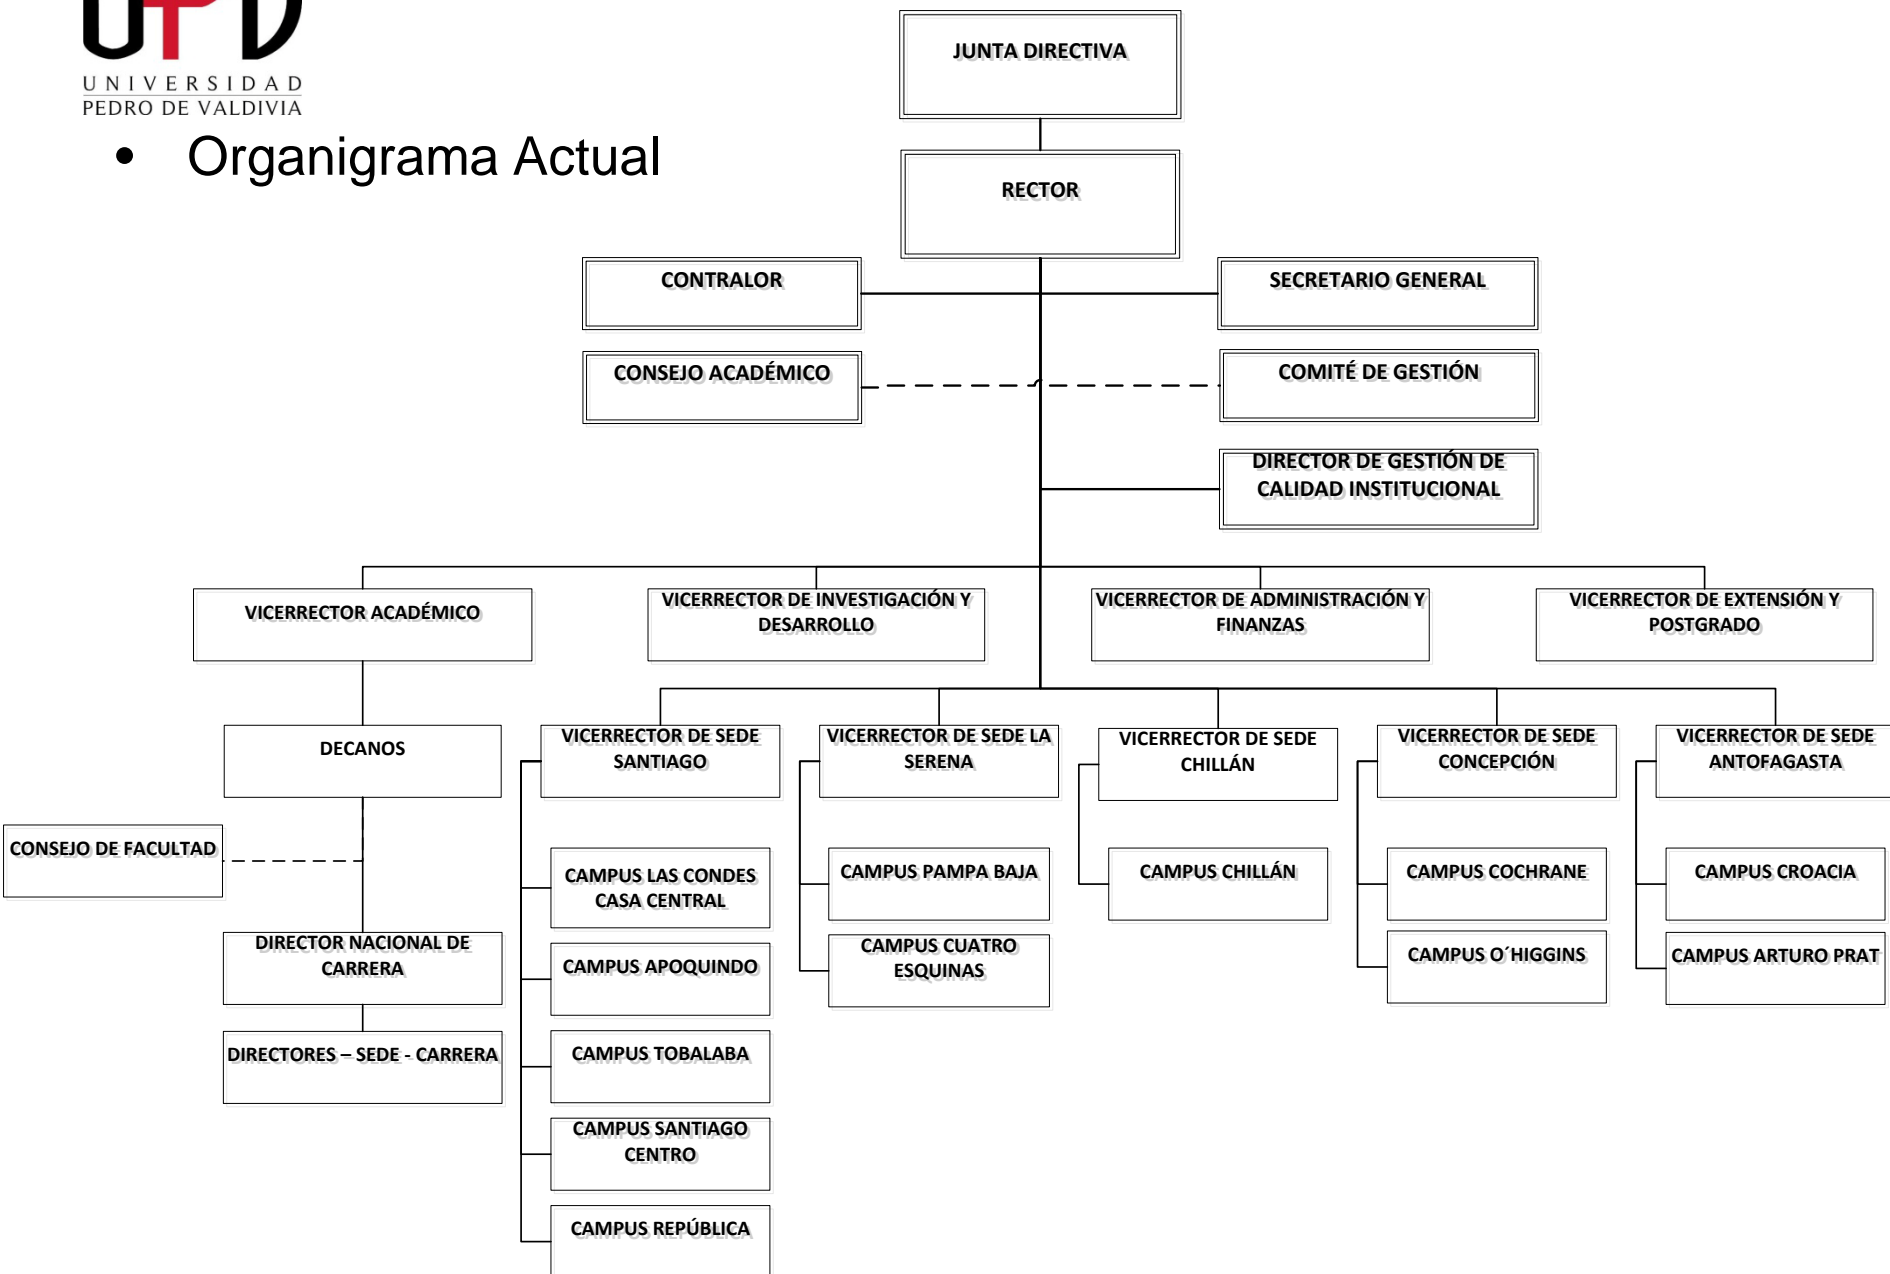 UPV
UNIVERSIDAD
PEDRO DE VALDIVIA
• Organigrama Actual
JUNTA DIRECTIVA
RECTOR
CONTRALOR
SECRETARIO GENERAL
CONSEJO ACADÉMICO
COMITÉ DE GESTIÓN
DIRECTOR DE GESTIÓN DE
CALIDAD INSTITUCIONAL
VICERRECTOR ACADÉMICO
VICERRECTOR DE INVESTIGACIÓN Y
DESARROLLO
VICERRECTOR DE ADMINISTRACIÓN Y
FINANZAS
VICERRECTOR DE EXTENSIÓN Y
POSTGRADO
DECANOS
VICERRECTOR DE SEDE
SANTIAGO
VICERRECTOR DE SEDE LA
SERENA
VICERRECTOR DE SEDE
CHILLÁN
VICERRECTOR DE SEDE
CONCEPCIÓN
VICERRECTOR DE SEDE
ANTOFAGASTA
CONSEJO DE FACULTAD
CAMPUS LAS CONDES
CASA CENTRAL
CAMPUS PAMPA BAJA
CAMPUS CHILLÁN
CAMPUS COCHRANE
CAMPUS CROACIA
DIRECTOR NACIONAL DE
CARRERA
CAMPUS APOQUINDO
CAMPUS CUATRO
ESQUINAS
CAMPUS O´HIGGINS
CAMPUS ARTURO PRAT
DIRECTORES – SEDE - CARRERA
CAMPUS TOBALABA
CAMPUS SANTIAGO
CENTRO
CAMPUS REPÚBLICA